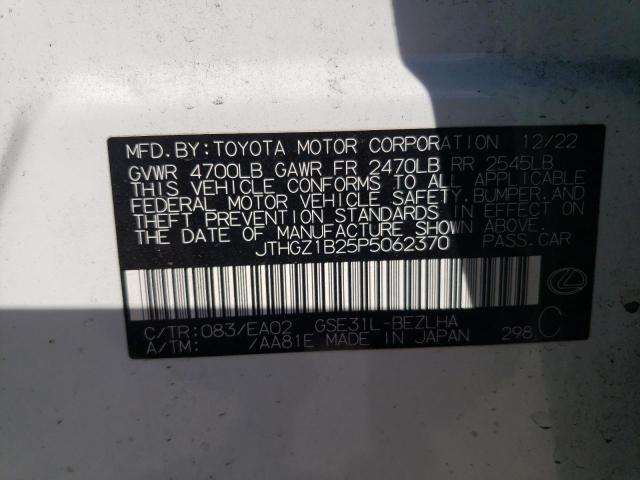 MFD.BY:TOYOTA MOTOR CORPORATION 12/22
GVWR 4700LB GAWR FR 2470LB RR 2545LB
THIS VEHICLE CONFORMS TO ALL APPLICABLE
FEDERAL MOTOR VEHICLE SAFETY,BUMPER,AND
THEFT PREVENTION STANDARDS IN EFFECT ON
THE DATE OF MANUFACTURE SHOWN ABOVE.
JTHGZ1B25P5062370 PASS.CAR
C/TR:083/EA02 GSE31L-BEZLHA C
A/TM: /AA81E MADE IN JAPAN 298